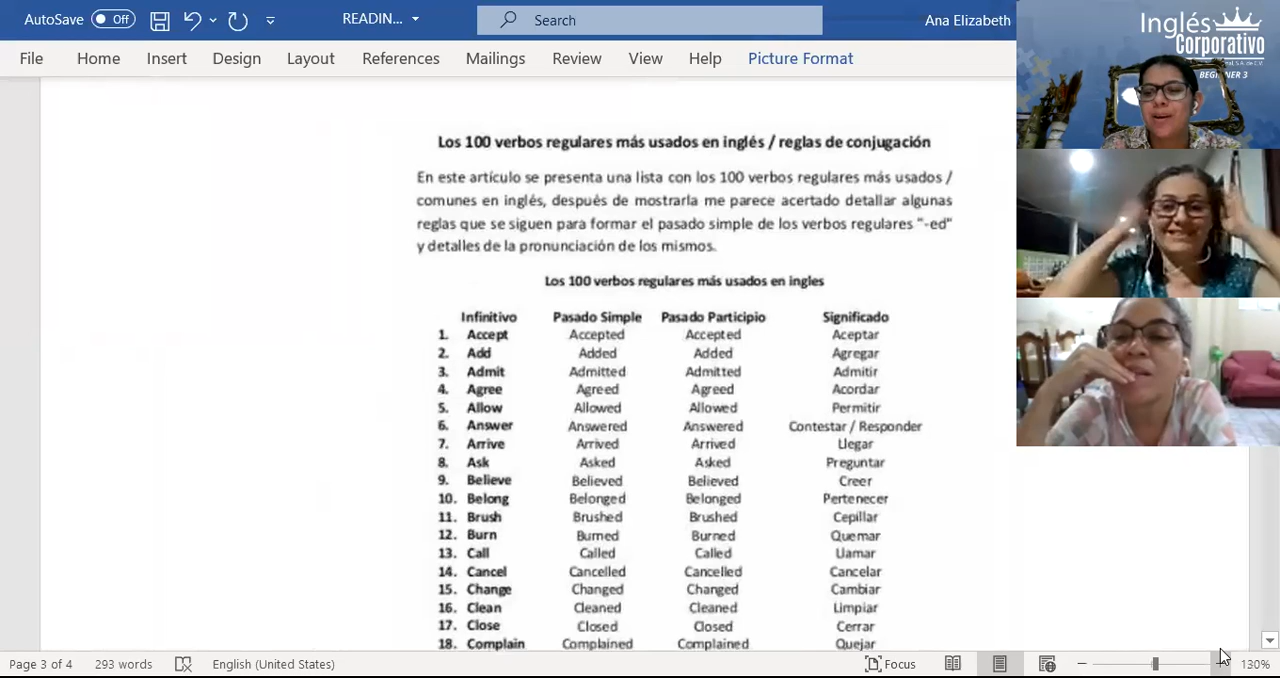 AutoSave Off READIN... Search Ana Elizabeth
File Home Insert Design Layout References Mailings Review View Help Picture Format
Inglés
Corporativo
BEGINNER 3
Los 100 verbos regulares más usados en inglés / reglas de conjugación
En este artículo se presenta una lista con los 100 verbos regulares más usados /
comunes en inglés, después de mostrarla me parece acertado detallar algunas
reglas que se siguen para formar el pasado simple de los verbos regulares "-ed"
y detalles de la pronunciación de los mismos.
Los 100 verbos regulares más usados en ingles
Infinitivo Pasado Simple Pasado Participio Significado
1. Accept Accepted Accepted Aceptar
2. Add Added Added Agregar
3. Admit Admitted Admitted Admitir
4. Agree Agreed Agreed Acordar
5. Allow Allowed Allowed Permitir
6. Answer Answered Answered Contestar / Responder
7. Arrive Arrived Arrived Llegar
8. Ask Asked Asked Preguntar
9. Believe Believed Believed Creer
10. Belong Belonged Belonged Pertenecer
11. Brush Brushed Brushed Cepillar
12. Burn Burned Burned Quemar
13. Call Called Called Llamar
14. Cancel Cancelled Cancelled Cancelar
15. Change Changed Changed Cambiar
16. Clean Cleaned Cleaned Limpiar
17. Close Closed Closed Cerrar
18. Complain Complained Complained Quejar
Page 3 of 4 293 words English (United States) Focus 130%